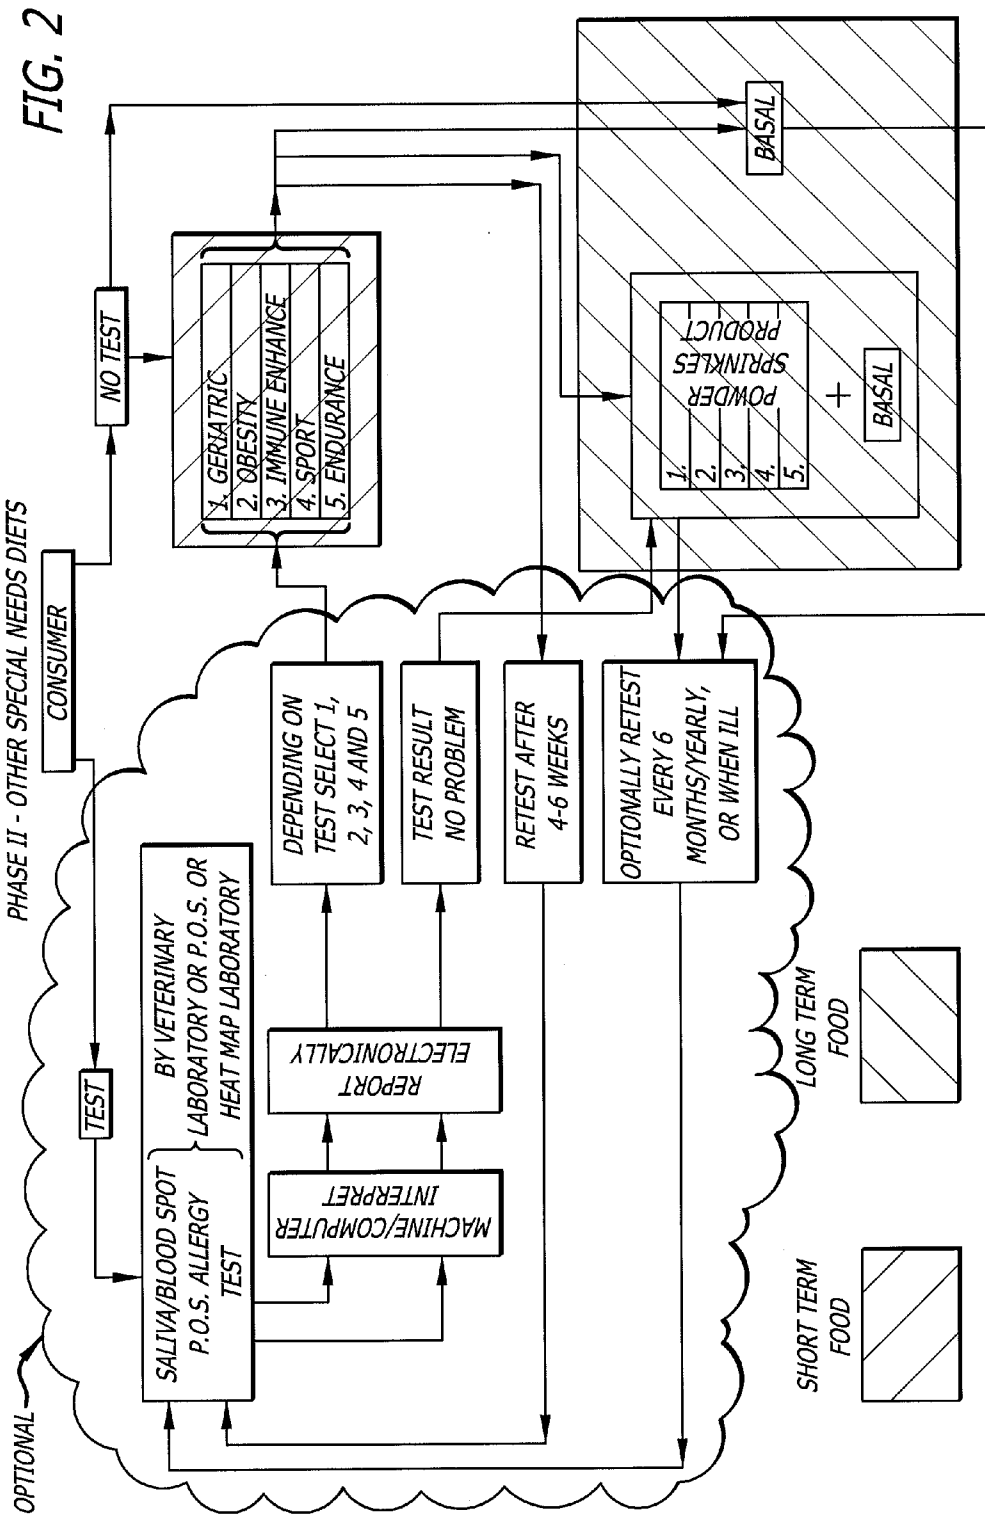 FIG. 2
PHASE II - OTHER SPECIAL NEEDS DIETS
CONSUMER
NO TEST
TEST
OPTIONAL
SALIVA/BLOOD SPOT
P.O.S. ALLERGY
TEST
BY VETERINARY
LABORATORY OR P.O.S. OR
HEAT MAP LABORATORY
MACHINE/COMPUTER
INTERPRET
REPORT
ELECTRONICALLY
DEPENDING ON
TEST SELECT 1,
2, 3, 4 AND 5
TEST RESULT
NO PROBLEM
RETEST AFTER
4-6 WEEKS
OPTIONALLY RETEST
EVERY 6
MONTHS/YEARLY,
OR WHEN ILL
1. GERIATRIC
2. OBESITY
3. IMMUNE ENHANCE
4. SPORT
5. ENDURANCE
1.
2.
3.
4.
5.
POWDER
SPRINKLES
PRODUCT
+
BASAL
BASAL
SHORT TERM
FOOD
LONG TERM
FOOD